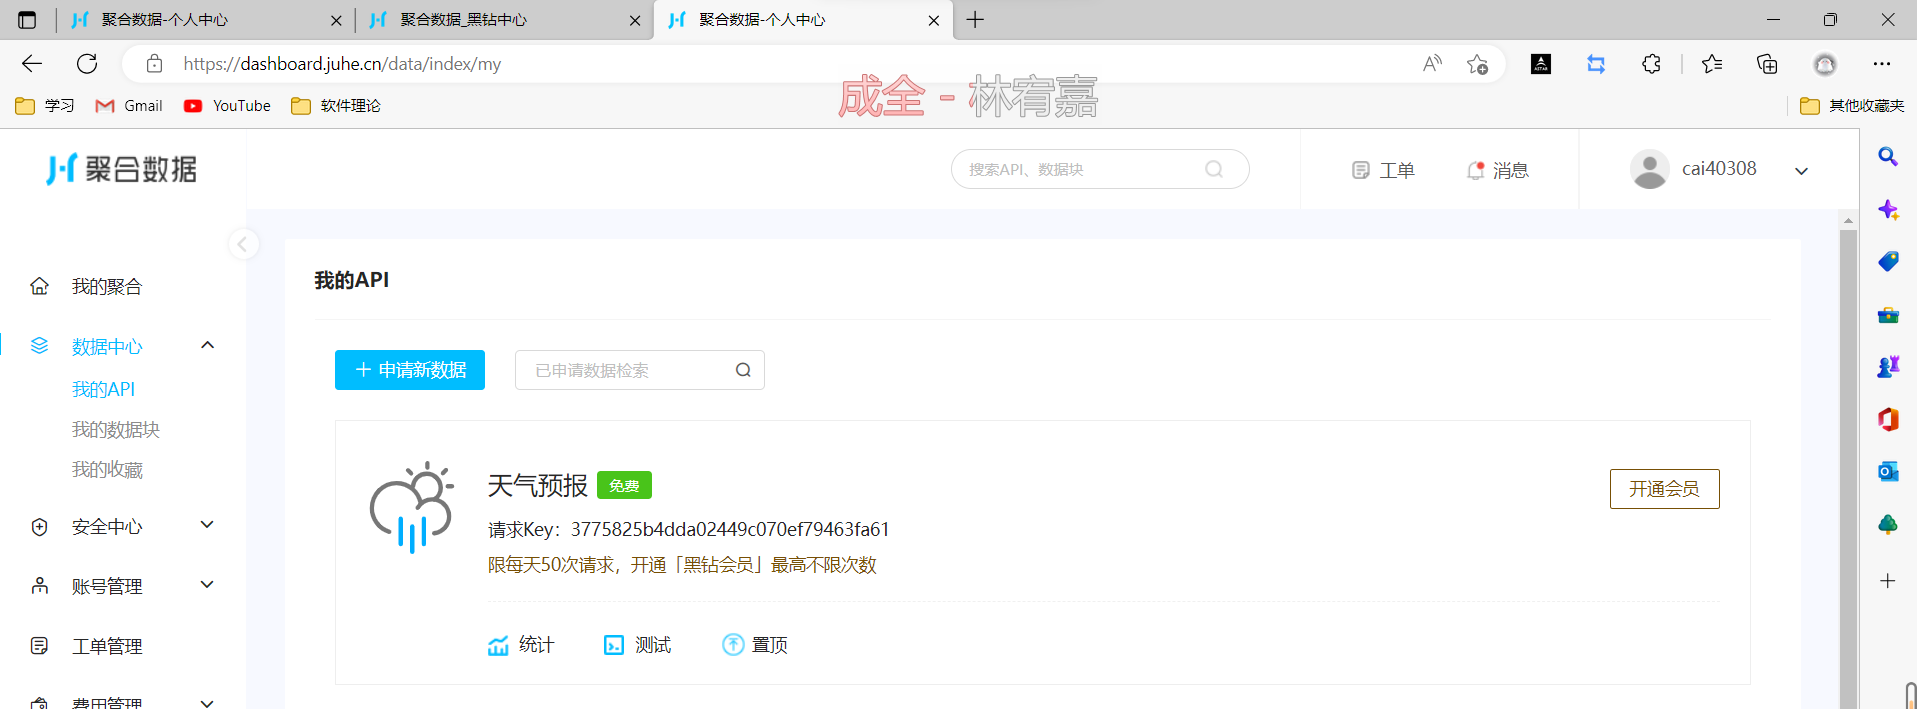 聚合数据-个人中心
聚合数据_黑钻中心
聚合数据-个人中心
https://dashboard.juhe.cn/data/index/my
学习
Gmail
YouTube
软件理论
其他收藏夹
成全 - 林宥嘉
聚合数据
搜索API、数据块
工单
消息
cai40308
我的聚合
数据中心
我的API
我的数据块
我的收藏
安全中心
账号管理
工单管理
费用管理
我的API
申请新数据
已申请数据检索
天气预报 免费
开通会员
请求Key：3775825b4dda02449c070ef79463fa61
限每天50次请求，开通「黑钻会员」最高不限次数
统计
测试
置顶